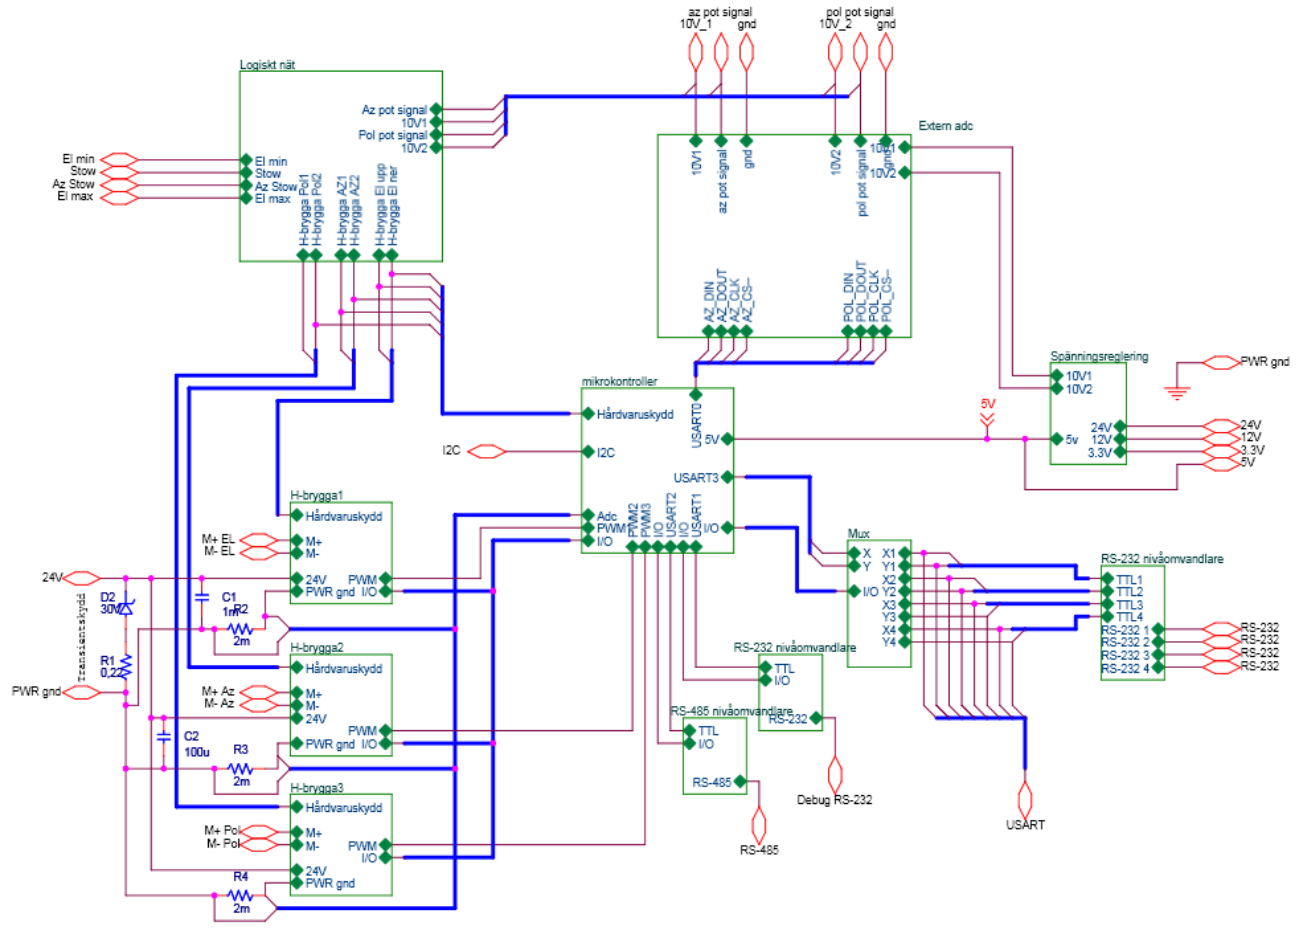 az pot signal
10V_1
gnd
pol pot signal
10V_2
gnd
Logiskt nät
Az pot signal
10V1
Pol pot signal
10V2
El min
Stow
Az Stow
El max
El min
Stow
Az Stow
El max
H-brygga Pol1
H-brygga Pol2
H-brygga AZ1
H-brygga AZ2
H-brygga El upp
H-brygga El ner
Extern adc
10V1
az pot signal
gnd
10V2
pol pot signal
gnd
10V1
10V2
AZ_DIN
AZ_DOUT
AZ_CLK
AZ_CS--
POL_DIN
POL_DOUT
POL_CLK
POL_CS--
Spänningsreglering
10V1
10V2
5v
24V
12V
3.3V
PWR gnd
24V
12V
3.3V
5V
5V
mikrokontroller
Hårdvaruskydd
USART0
5V
I2C
I2C
USART3
Adc
PWM1
I/O
PWM2
PWM3
I/O
USART2
I/O
USART1
I/O
H-brygga1
Hårdvaruskydd
M+ EL
M- EL
M+
M-
24V
PWR gnd
PWM
I/O
24V
Transientskydd
D2
30V
C1
1m
R2
2m
R1
0,22
PWR gnd
H-brygga2
Hårdvaruskydd
M+ Az
M- Az
M+
M-
24V
PWR gnd
PWM
I/O
C2
100u
R3
2m
H-brygga3
Hårdvaruskydd
M+ Pol
M- Pol
M+
M-
24V
PWR gnd
PWM
I/O
R4
2m
Mux
X
Y
I/O
X1
Y1
X2
Y2
X3
Y3
X4
Y4
RS-232 nivåomvandlare
TTL1
TTL2
TTL3
TTL4
RS-232 1
RS-232 2
RS-232 3
RS-232 4
RS-232
RS-232
RS-232
RS-232
RS-232 nivåomvandlare
TTL
I/O
RS-232
RS-485 nivåomvandlare
TTL
I/O
RS-485
Debug RS-232
RS-485
USART